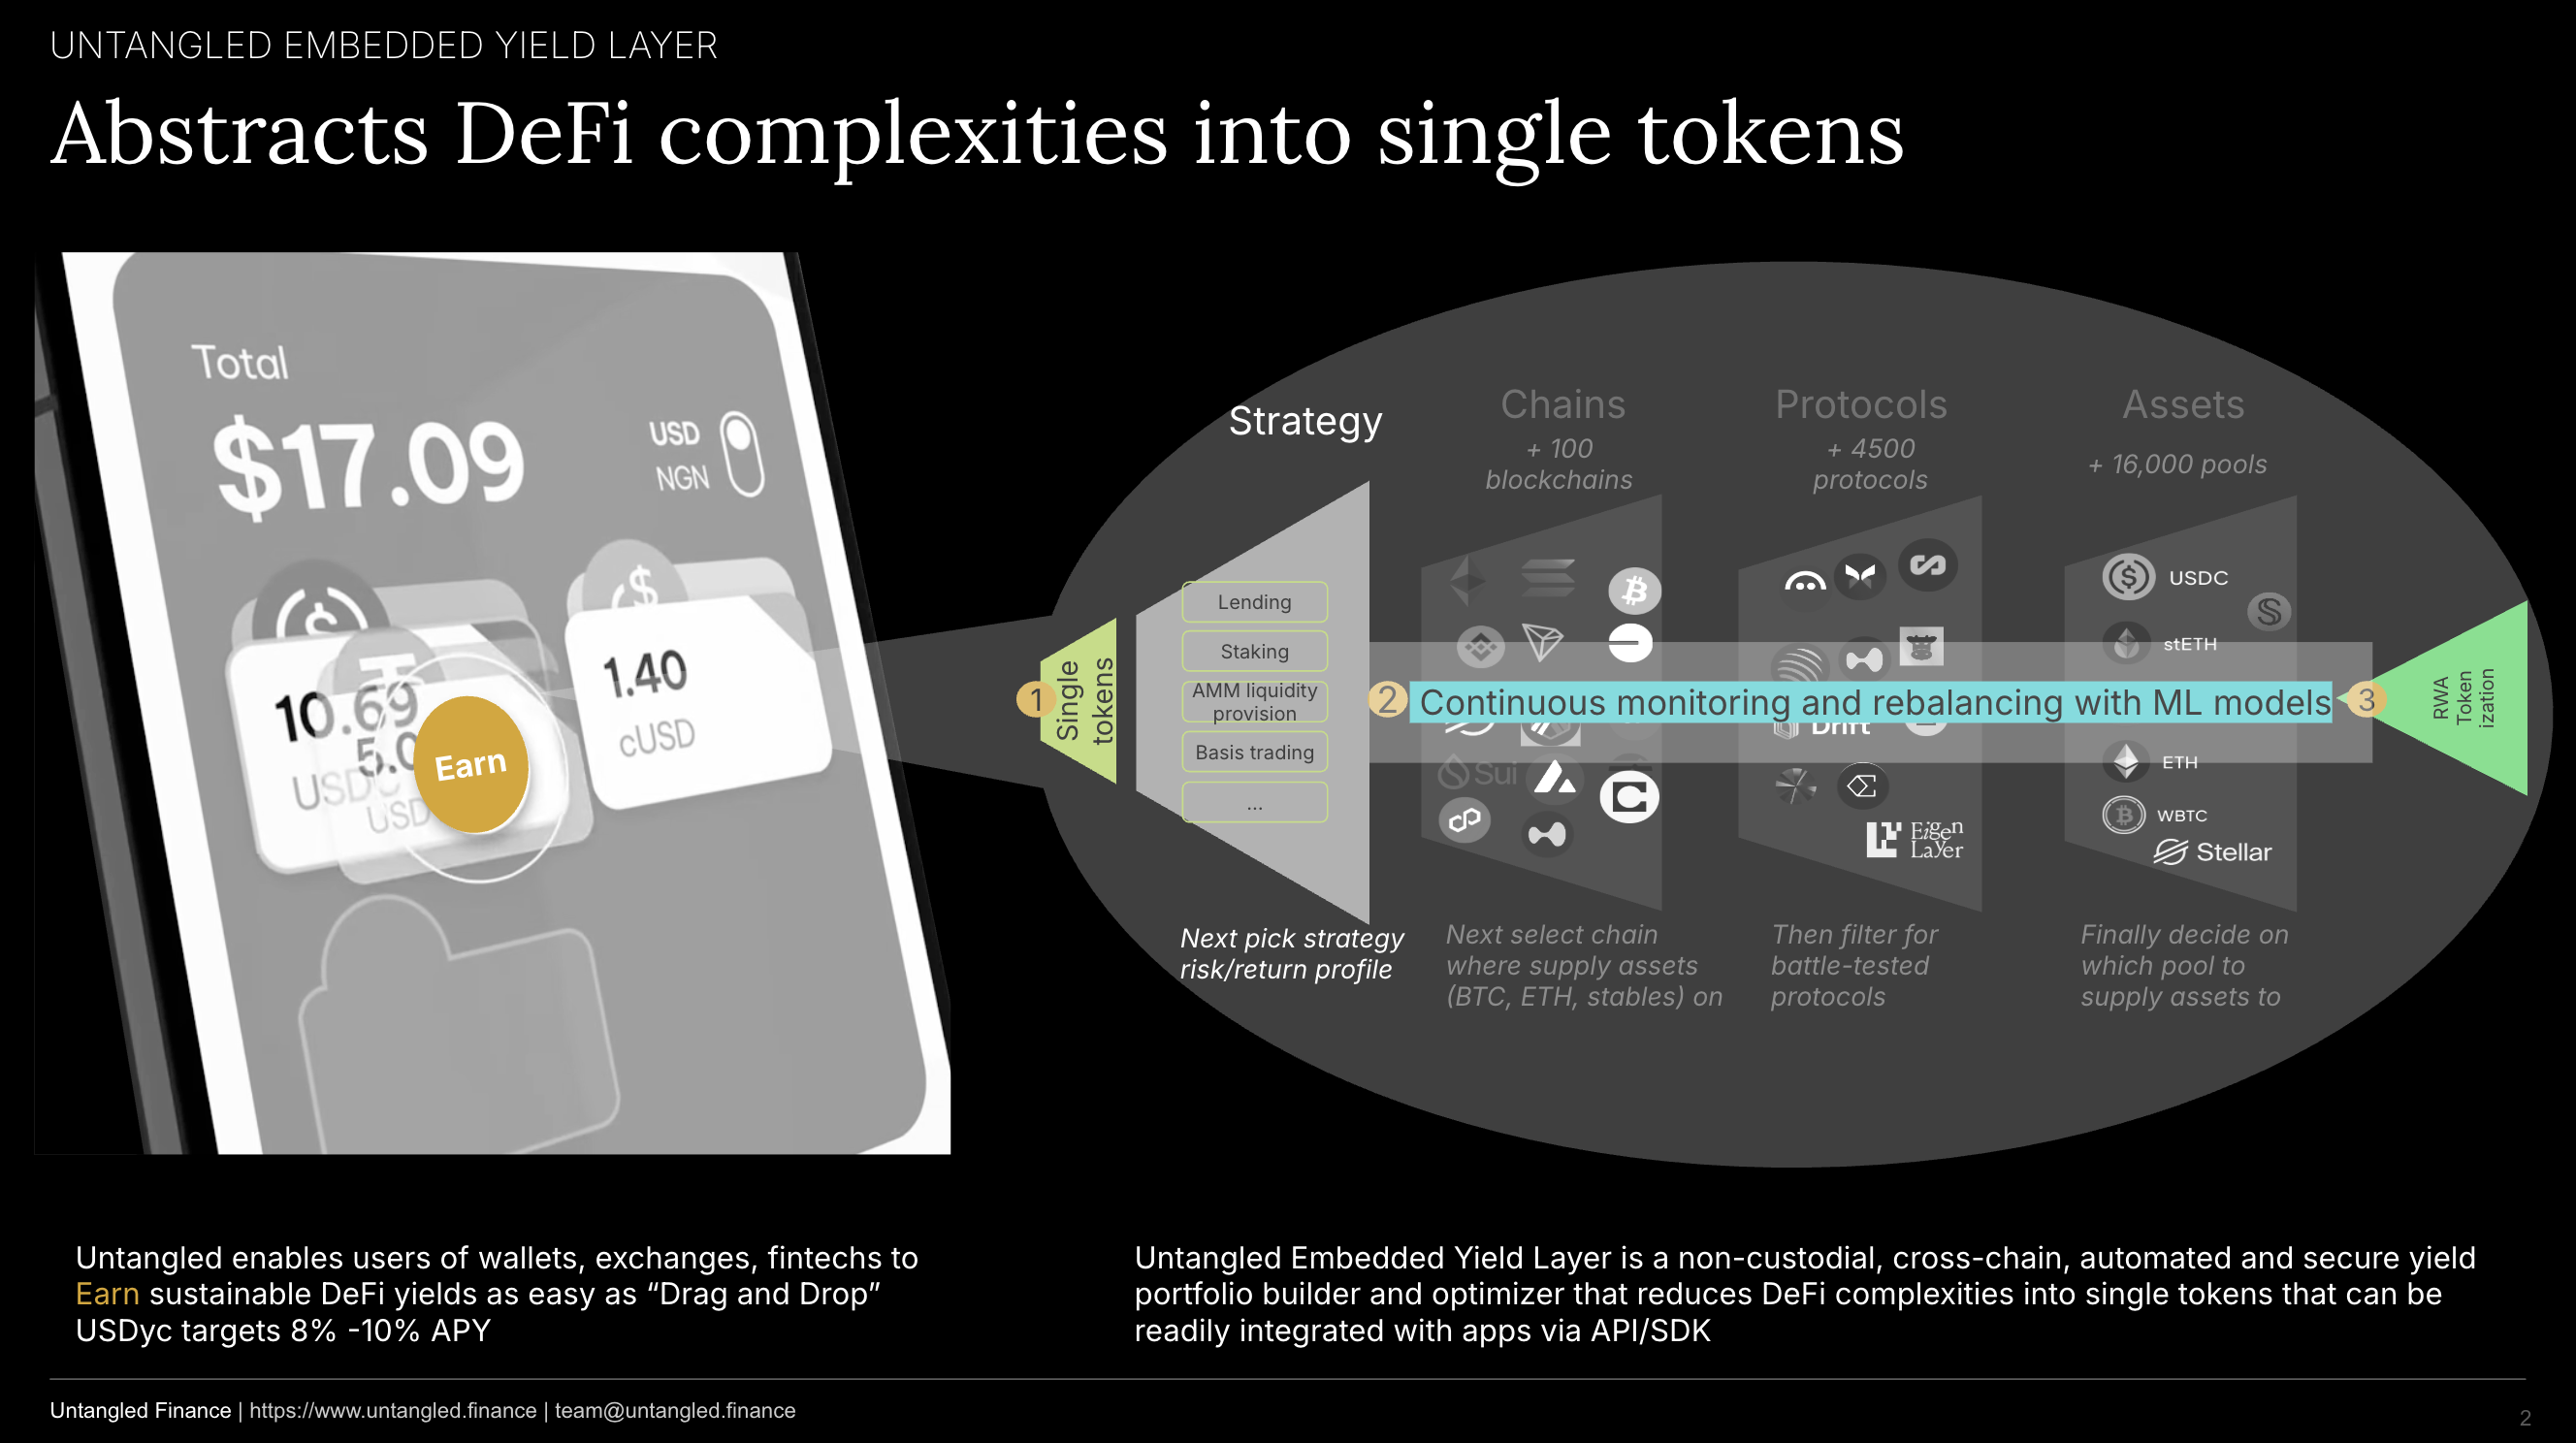 UNTANGLED EMBEDDED YIELD LAYER
Abstracts DeFi complexities into single tokens
Total
$17.09
USD
NGN
10.69
USDC
5.0
USD
Earn
1.40
cUSD
1
Single
tokens
Strategy
Lending
Staking
AMM liquidity
provision
Basis trading
...
Next pick strategy
risk/return profile
Chains
+ 100
blockchains
Sui
Next select chain
where supply assets
(BTC, ETH, stables) on
Protocols
+ 4500
protocols
Drift
Eigen
Layer
Then filter for
battle-tested
protocols
Assets
+ 16,000 pools
USDC
stETH
ETH
WBTC
Stellar
Finally decide on
which pool to
supply assets to
2
Continuous monitoring and rebalancing with ML models
3
RWA
Token
ization
Untangled enables users of wallets, exchanges, fintechs to
Earn sustainable DeFi yields as easy as “Drag and Drop”
USDyc targets 8% -10% APY
Untangled Embedded Yield Layer is a non-custodial, cross-chain, automated and secure yield
portfolio builder and optimizer that reduces DeFi complexities into single tokens that can be
readily integrated with apps via API/SDK
Untangled Finance | https://www.untangled.finance | team@untangled.finance
2